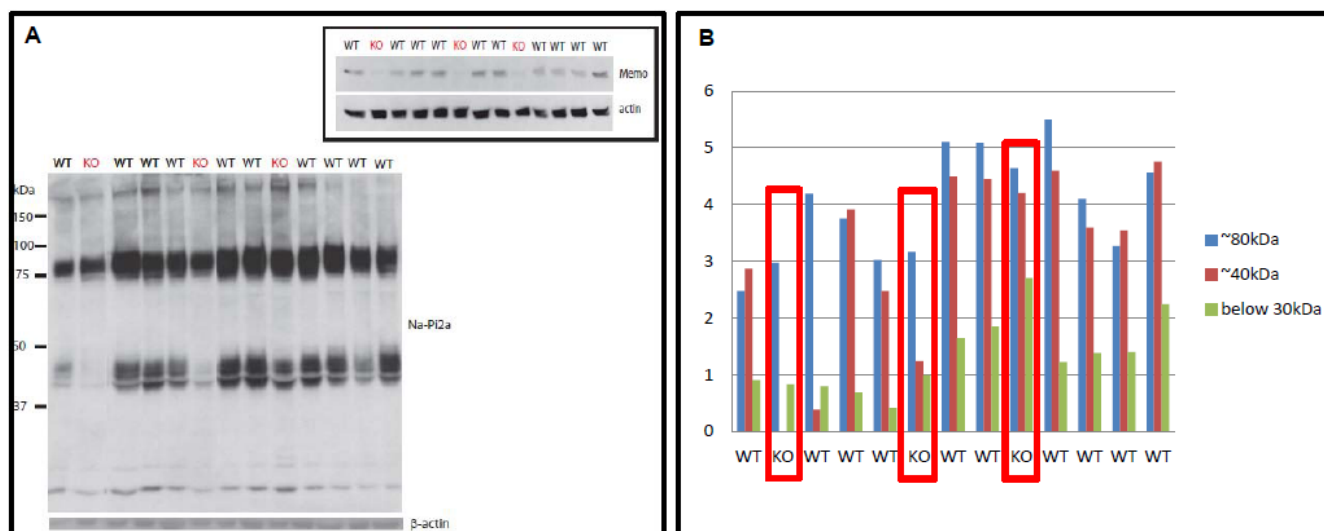 A
WT KO WT WT WT KO WT WT KO WT WT WT WT
Memo
actin
WT KO WT WT WT KO WT WT KO WT WT WT WT
kDa
150
100
75
Na-Pi2a
50
37
β-actin
B
6
5
4
3
2
1
0
WT KO WT WT WT KO WT WT KO WT WT WT WT
~80kDa
~40kDa
below 30kDa